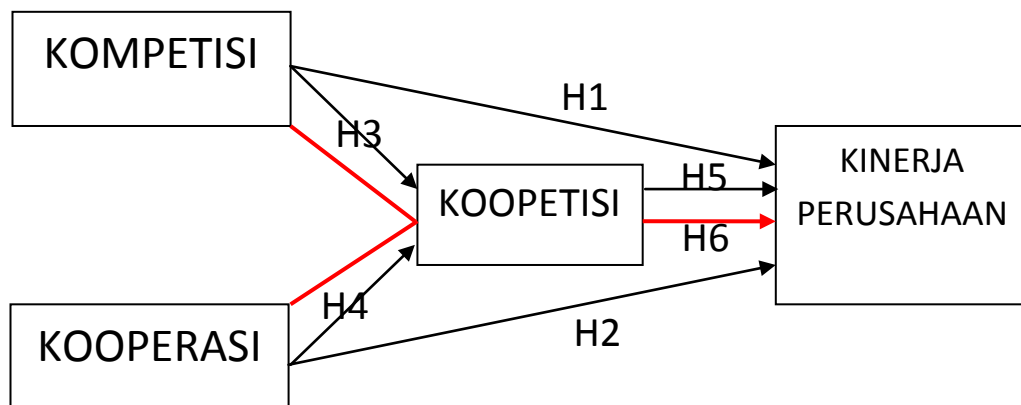 KOMPETISI
H1
H3
KINERJA
PERUSAHAAN
H5
KOOPETISI
H6
H4
H2
KOOPERASI